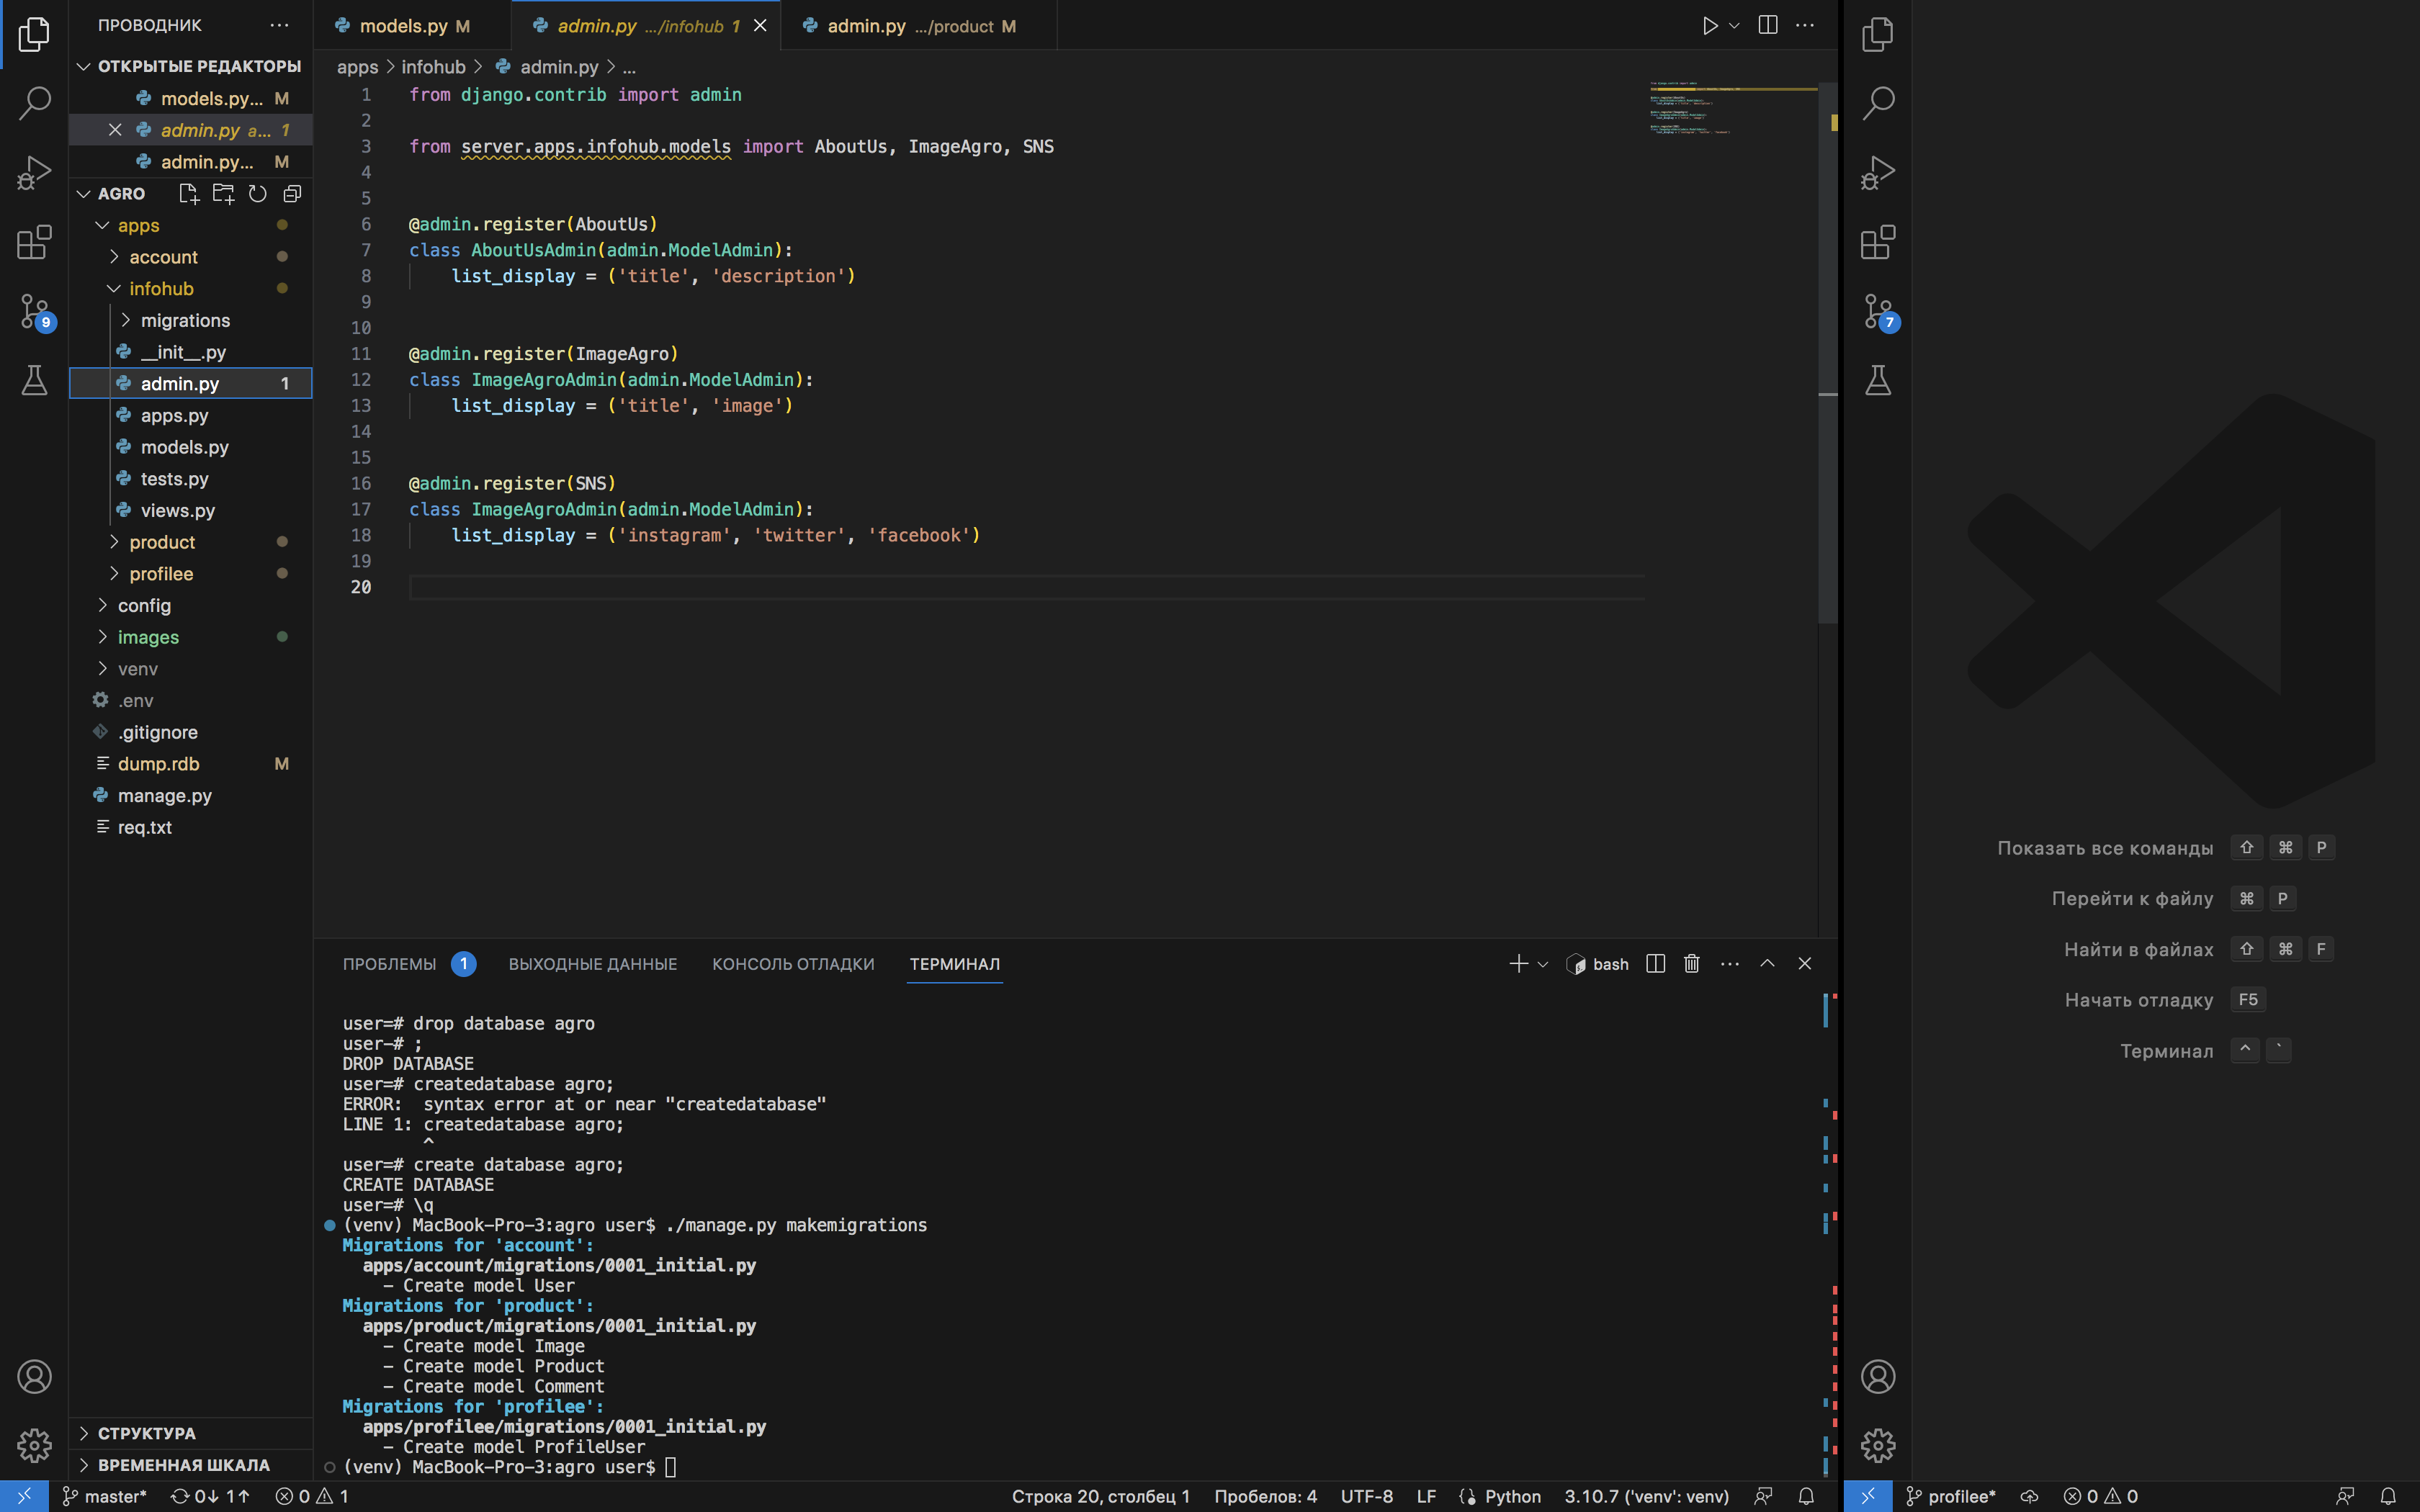 ПРОВОДНИК
ОТКРЫТЫЕ РЕДАКТОРЫ
models.py... M
admin.py a... 1
admin.py... M
AGRO
apps
account
infohub
migrations
__init__.py
admin.py 1
apps.py
models.py
tests.py
views.py
product
profilee
config
images
venv
.env
.gitignore
dump.rdb M
manage.py
req.txt
СТРУКТУРА
ВРЕМЕННАЯ ШКАЛА
9
models.py M
admin.py .../infohub 1
admin.py .../product M
apps > infohub > admin.py > ...
1 from django.contrib import admin
2
3 from server.apps.infohub.models import AboutUs, ImageAgro, SNS
4
5
6 @admin.register(AboutUs)
7 class AboutUsAdmin(admin.ModelAdmin):
8 list_display = ('title', 'description')
9
10
11 @admin.register(ImageAgro)
12 class ImageAgroAdmin(admin.ModelAdmin):
13 list_display = ('title', 'image')
14
15
16 @admin.register(SNS)
17 class ImageAgroAdmin(admin.ModelAdmin):
18 list_display = ('instagram', 'twitter', 'facebook')
19
20
ПРОБЛЕМЫ 1 ВЫХОДНЫЕ ДАННЫЕ КОНСОЛЬ ОТЛАДКИ ТЕРМИНАЛ
bash
user=# drop database agro
user-# ;
DROP DATABASE
user=# createdatabase agro;
ERROR:  syntax error at or near "createdatabase"
LINE 1: createdatabase agro;
^
user=# create database agro;
CREATE DATABASE
user=# \q
(venv) MacBook-Pro-3:agro user$ ./manage.py makemigrations
Migrations for 'account':
apps/account/migrations/0001_initial.py
- Create model User
Migrations for 'product':
apps/product/migrations/0001_initial.py
- Create model Image
- Create model Product
- Create model Comment
Migrations for 'profilee':
apps/profilee/migrations/0001_initial.py
- Create model ProfileUser
(venv) MacBook-Pro-3:agro user$
master* 0↓ 1↑ 0 1 Строка 20, столбец 1 Пробелов: 4 UTF-8 LF Python 3.10.7 ('venv': venv)
7
Показать все команды ⇧ ⌘ P
Перейти к файлу ⌘ P
Найти в файлах ⇧ ⌘ F
Начать отладку F5
Терминал ^ `
profilee* 0 0